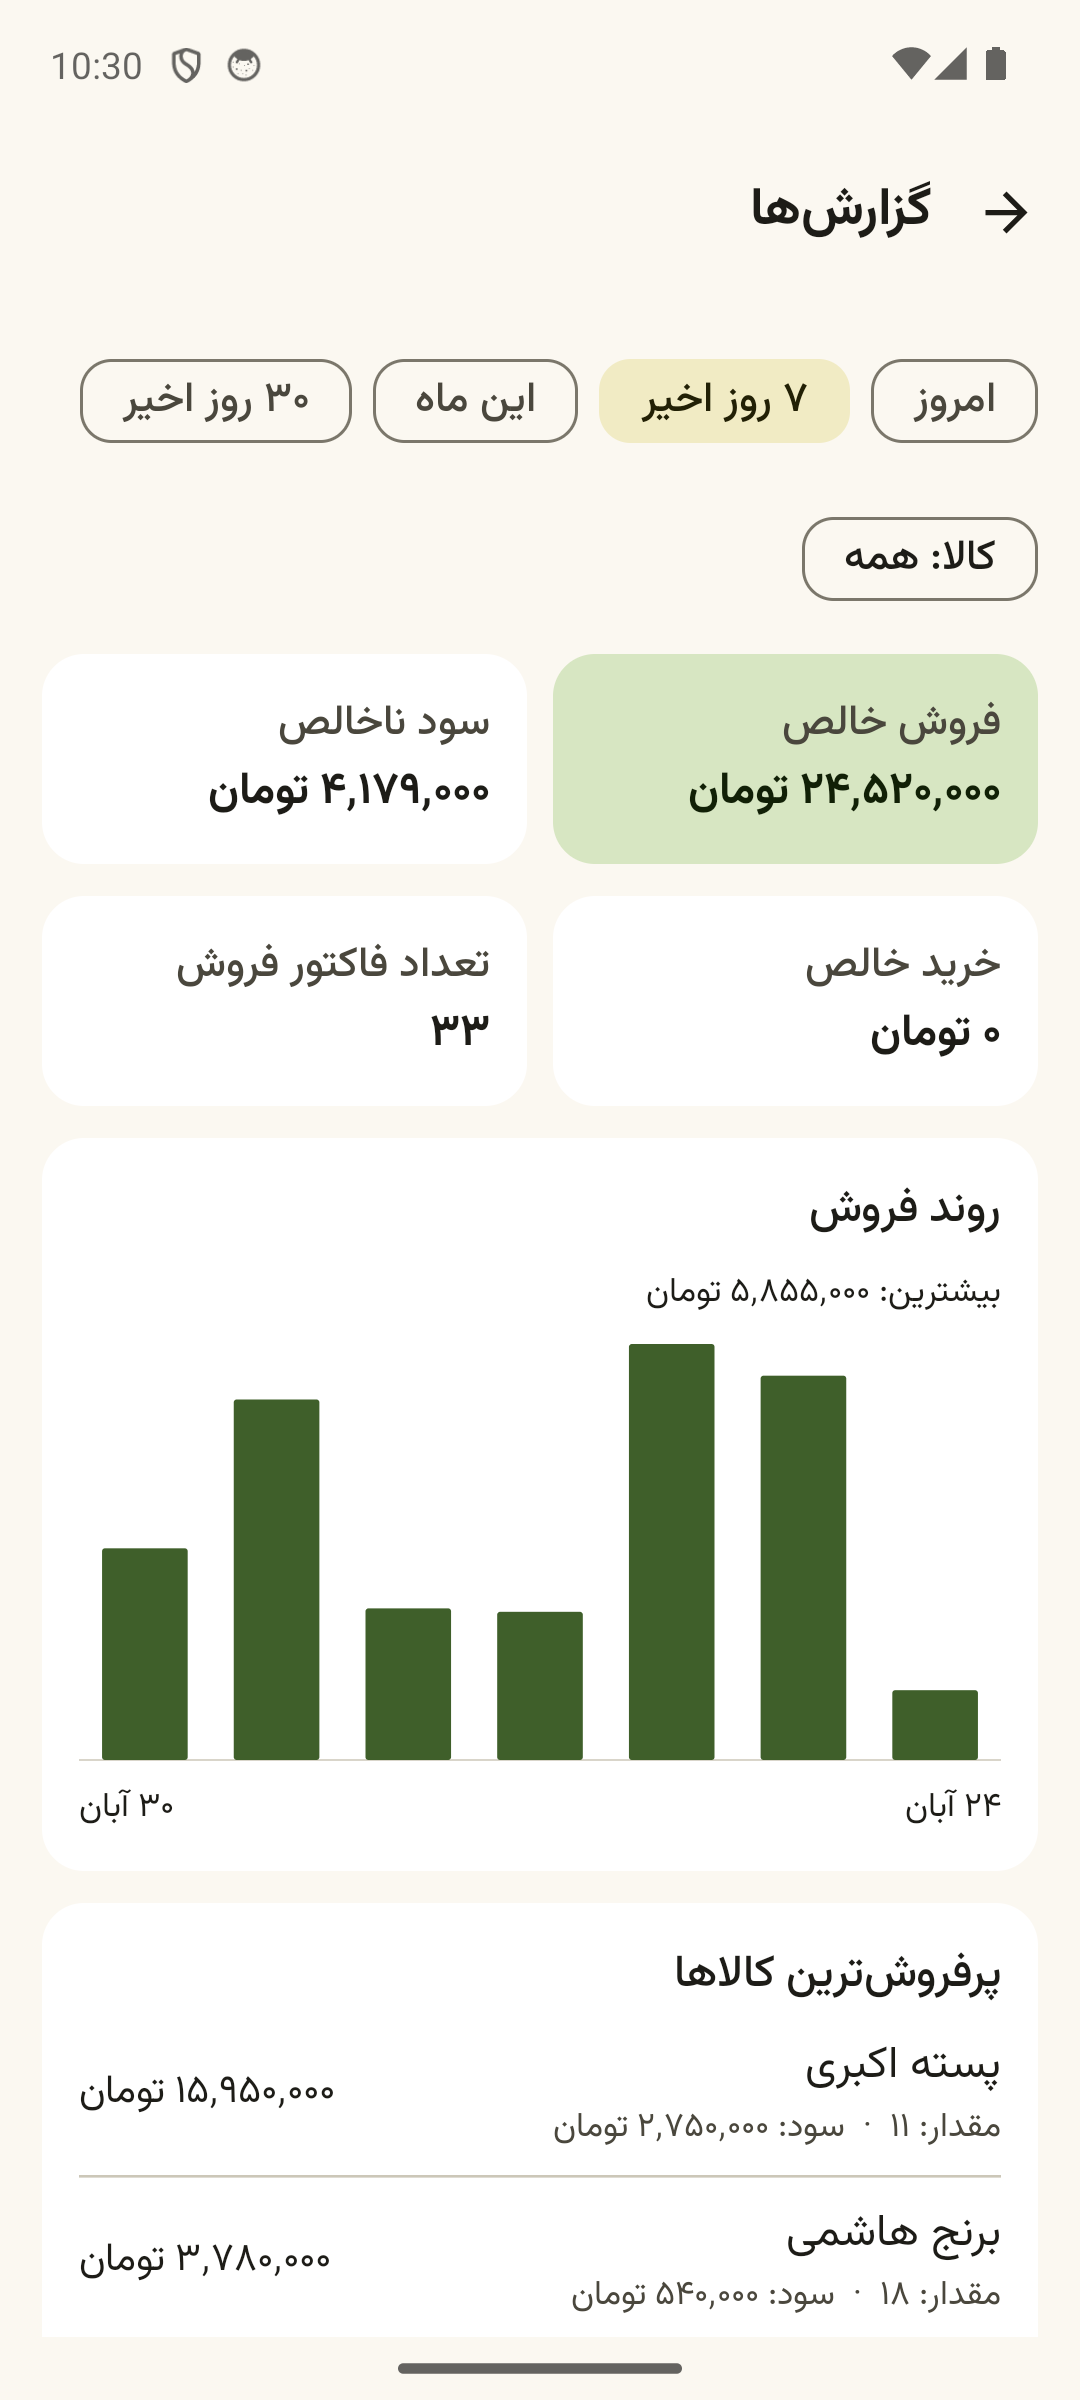 10:30
گزارش‌ها
امروز
۷ روز اخیر
این ماه
۳۰ روز اخیر
کالا: همه
فروش خالص
۲۴,۵۲۰,۰۰۰ تومان
سود ناخالص
۴,۱۷۹,۰۰۰ تومان
خرید خالص
۰ تومان
تعداد فاکتور فروش
۳۳
روند فروش
بیشترین: ۵,۸۵۵,۰۰۰ تومان
۲۴ آبان
۳۰ آبان
پرفروش‌ترین کالاها
پسته اکبری
۱۵,۹۵۰,۰۰۰ تومان
مقدار: ۱۱ · سود: ۲,۷۵۰,۰۰۰ تومان
برنج هاشمی
۳,۷۸۰,۰۰۰ تومان
مقدار: ۱۸ · سود: ۵۴۰,۰۰۰ تومان